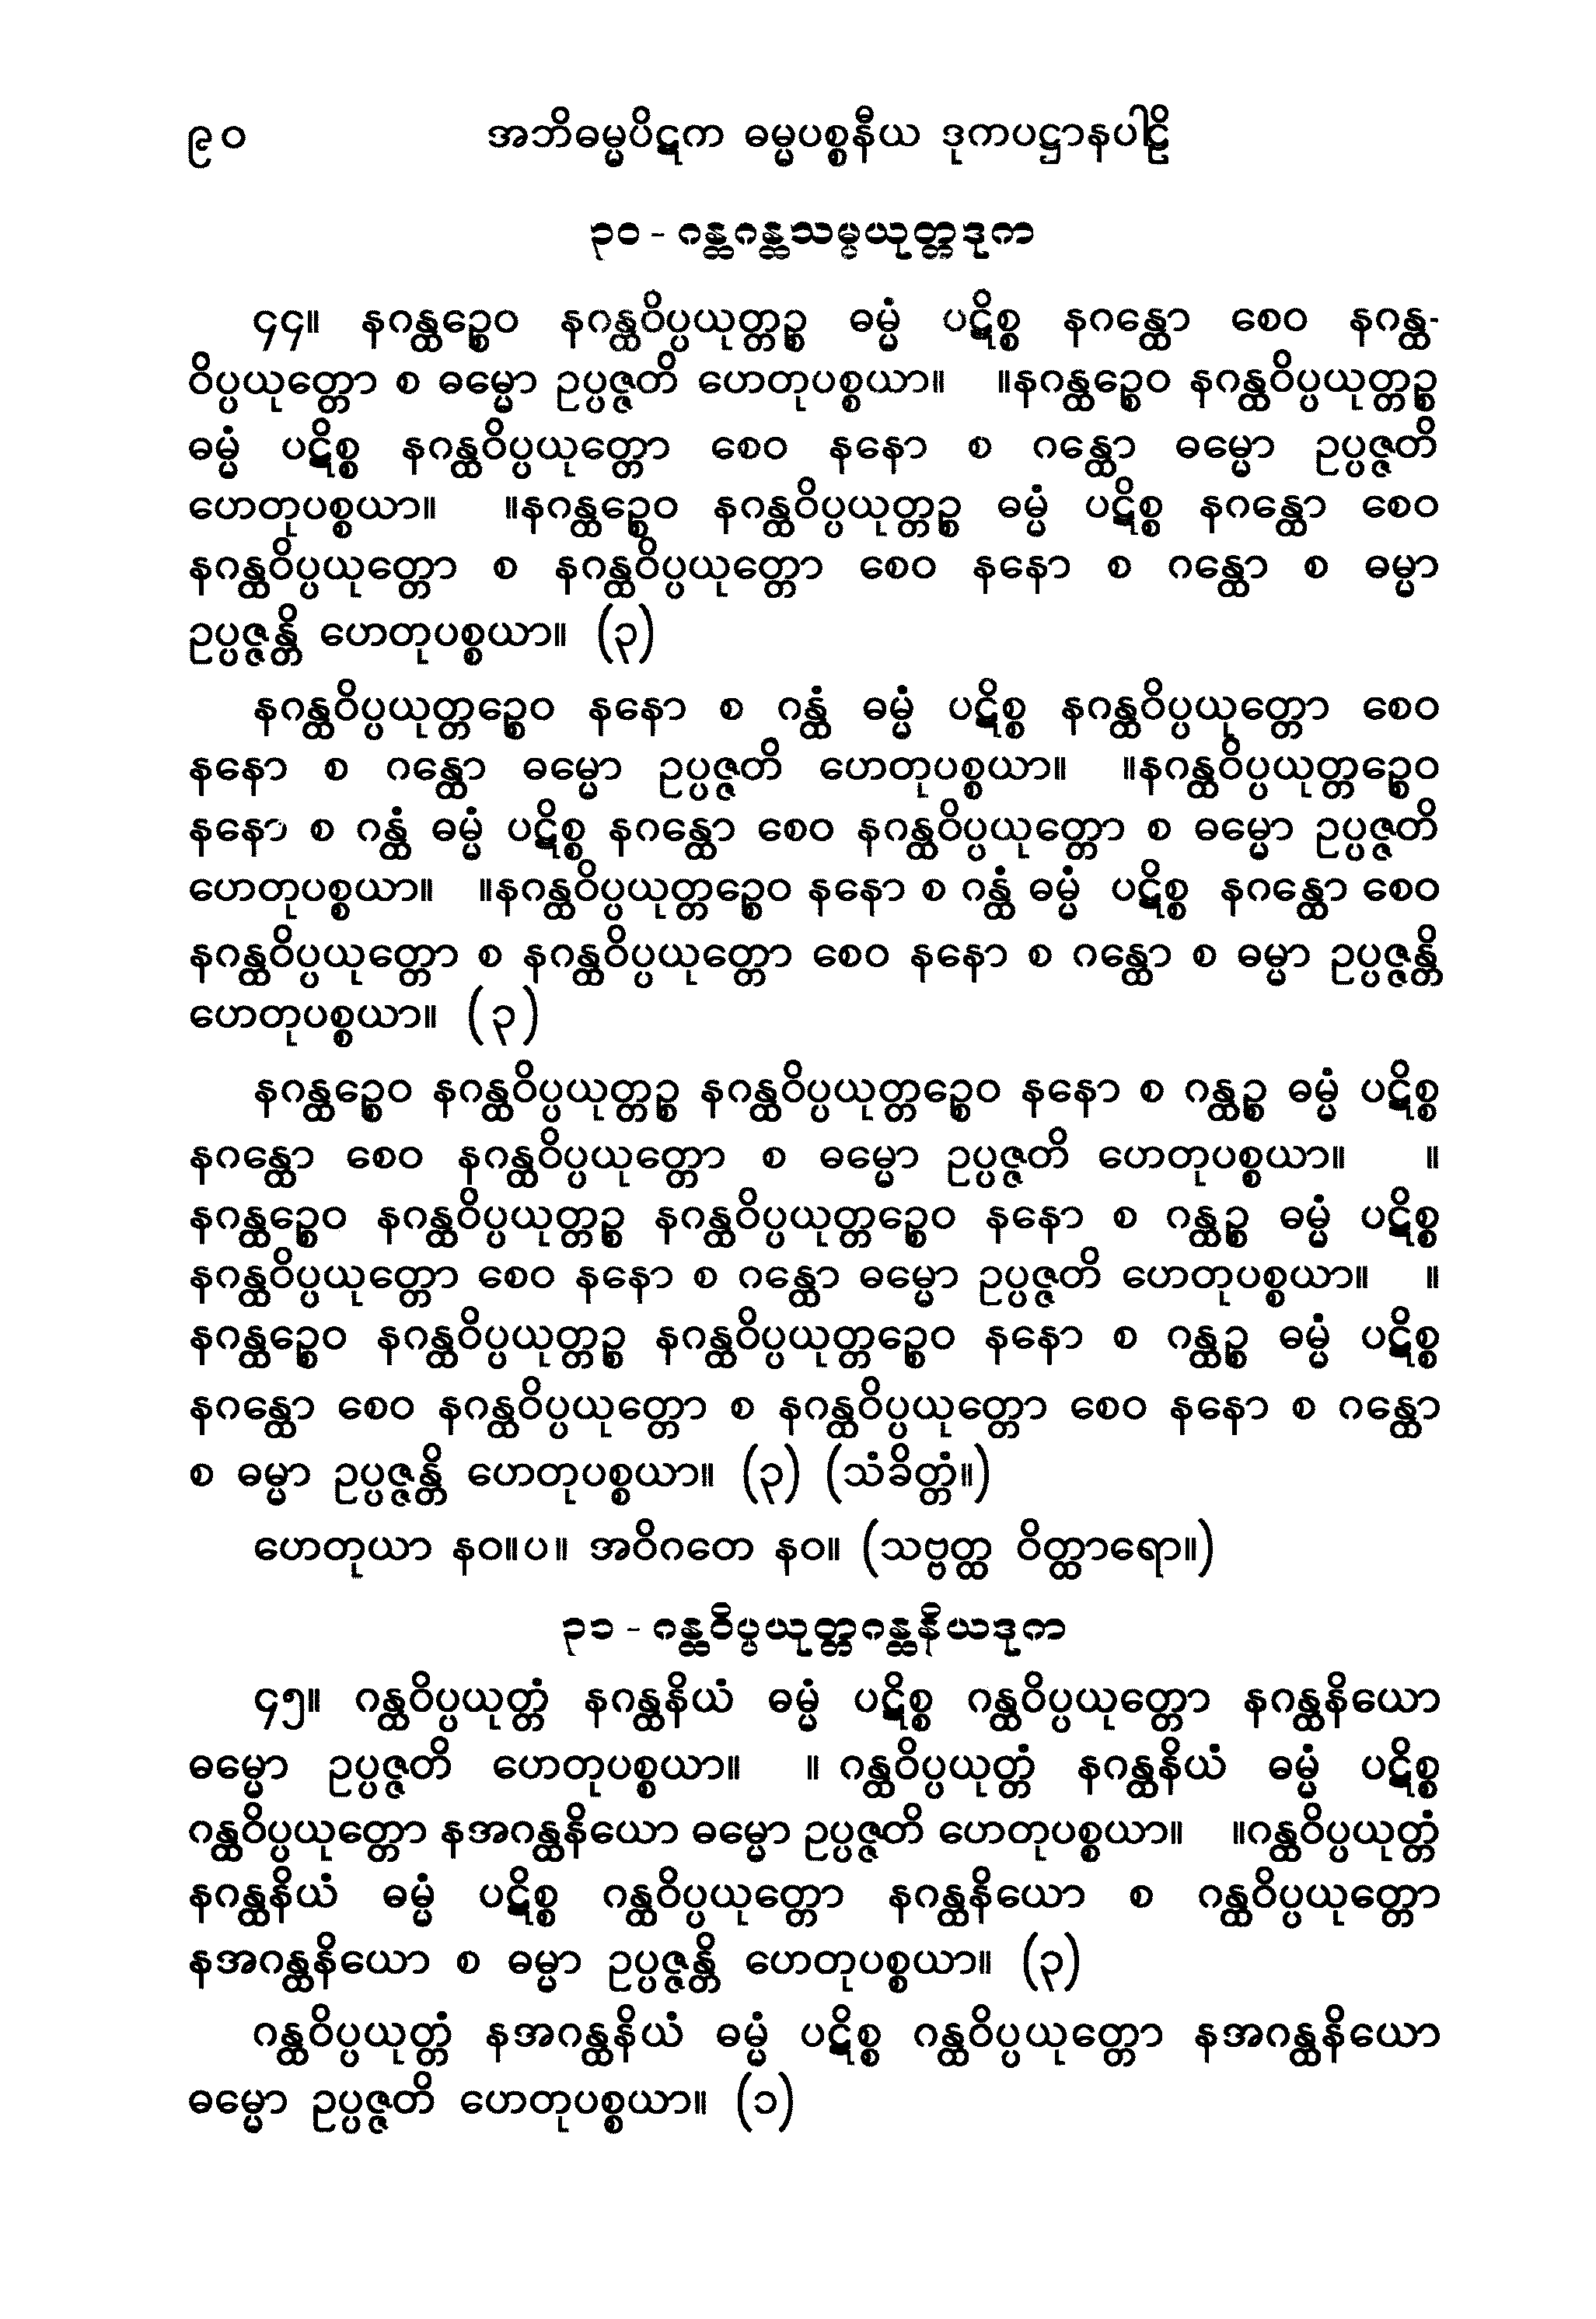 ၉၀ အဘိဓမ္မပိဋက ဓမ္မပစ္စနီယ ဒုကပဋ္ဌာနပါဠိ
၃၀ - ဂန္ထဂန္ထသမ္ပယုတ္တဒုက
၄၄။ နဂန္ထဉ္စေဝ နဂန္ထဝိပ္ပယုတ္တဉ္စ ဓမ္မံ ပဋိစ္စ နဂန္ထော စေဝ နဂန္ထ-
ဝိပ္ပယုတ္တော စ ဓမ္မော ဥပ္ပဇ္ဇတိ ဟေတုပစ္စယာ။ ။နဂန္ထဉ္စေဝ နဂန္ထဝိပ္ပယုတ္တဉ္စ
ဓမ္မံ ပဋိစ္စ နဂန္ထဝိပ္ပယုတ္တော စေဝ နနော စ ဂန္ထော ဓမ္မော ဥပ္ပဇ္ဇတိ
ဟေတုပစ္စယာ။ ။နဂန္ထဉ္စေဝ နဂန္ထဝိပ္ပယုတ္တဉ္စ ဓမ္မံ ပဋိစ္စ နဂန္ထော စေဝ
နဂန္ထဝိပ္ပယုတ္တော စ နဂန္ထဝိပ္ပယုတ္တော စေဝ နနော စ ဂန္ထော စ ဓမ္မာ
ဥပ္ပဇ္ဇန္တိ ဟေတုပစ္စယာ။ (၃)
နဂန္ထဝိပ္ပယုတ္တဉ္စေဝ နနော စ ဂန္ထံ ဓမ္မံ ပဋိစ္စ နဂန္ထဝိပ္ပယုတ္တော စေဝ
နနော စ ဂန္ထော ဓမ္မော ဥပ္ပဇ္ဇတိ ဟေတုပစ္စယာ။ ။နဂန္ထဝိပ္ပယုတ္တဉ္စေဝ
နနော စ ဂန္ထံ ဓမ္မံ ပဋိစ္စ နဂန္ထော စေဝ နဂန္ထဝိပ္ပယုတ္တော စ ဓမ္မော ဥပ္ပဇ္ဇတိ
ဟေတုပစ္စယာ။ ။နဂန္ထဝိပ္ပယုတ္တဉ္စေဝ နနော စ ဂန္ထံ ဓမ္မံ ပဋိစ္စ နဂန္ထော စေဝ
နဂန္ထဝိပ္ပယုတ္တော စ နဂန္ထဝိပ္ပယုတ္တော စေဝ နနော စ ဂန္ထော စ ဓမ္မာ ဥပ္ပဇ္ဇန္တိ
ဟေတုပစ္စယာ။ (၃)
နဂန္ထဉ္စေဝ နဂန္ထဝိပ္ပယုတ္တဉ္စ နဂန္ထဝိပ္ပယုတ္တဉ္စေဝ နနော စ ဂန္ထဉ္စ ဓမ္မံ ပဋိစ္စ
နဂန္ထော စေဝ နဂန္ထဝိပ္ပယုတ္တော စ ဓမ္မော ဥပ္ပဇ္ဇတိ ဟေတုပစ္စယာ။ ။
နဂန္ထဉ္စေဝ နဂန္ထဝိပ္ပယုတ္တဉ္စ နဂန္ထဝိပ္ပယုတ္တဉ္စေဝ နနော စ ဂန္ထဉ္စ ဓမ္မံ ပဋိစ္စ
နဂန္ထဝိပ္ပယုတ္တော စေဝ နနော စ ဂန္ထော ဓမ္မော ဥပ္ပဇ္ဇတိ ဟေတုပစ္စယာ။ ။
နဂန္ထဉ္စေဝ နဂန္ထဝိပ္ပယုတ္တဉ္စ နဂန္ထဝိပ္ပယုတ္တဉ္စေဝ နနော စ ဂန္ထဉ္စ ဓမ္မံ ပဋိစ္စ
နဂန္ထော စေဝ နဂန္ထဝိပ္ပယုတ္တော စ နဂန္ထဝိပ္ပယုတ္တော စေဝ နနော စ ဂန္ထော
စ ဓမ္မာ ဥပ္ပဇ္ဇန္တိ ဟေတုပစ္စယာ။ (၃) (သံခိတ္တံ။)
ဟေတုယာ နဝ။ပ။ အဝိဂတေ နဝ။ (သဗ္ဗတ္ထ ဝိတ္ထာရော။)
၃၁ - ဂန္ထဝိပ္ပယုတ္တဂန္ထနိယဒုက
၄၅။ ဂန္ထဝိပ္ပယုတ္တံ နဂန္ထနိယံ ဓမ္မံ ပဋိစ္စ ဂန္ထဝိပ္ပယုတ္တော နဂန္ထနိယော
ဓမ္မော ဥပ္ပဇ္ဇတိ ဟေတုပစ္စယာ။ ။ ဂန္ထဝိပ္ပယုတ္တံ နဂန္ထနိယံ ဓမ္မံ ပဋိစ္စ
ဂန္ထဝိပ္ပယုတ္တော နအဂန္ထနိယော ဓမ္မော ဥပ္ပဇ္ဇတိ ဟေတုပစ္စယာ။ ။ဂန္ထဝိပ္ပယုတ္တံ
နဂန္ထနိယံ ဓမ္မံ ပဋိစ္စ ဂန္ထဝိပ္ပယုတ္တော နဂန္ထနိယော စ ဂန္ထဝိပ္ပယုတ္တော
နအဂန္ထနိယော စ ဓမ္မာ ဥပ္ပဇ္ဇန္တိ ဟေတုပစ္စယာ။ (၃)
ဂန္ထဝိပ္ပယုတ္တံ နအဂန္ထနိယံ ဓမ္မံ ပဋိစ္စ ဂန္ထဝိပ္ပယုတ္တော နအဂန္ထနိယော
ဓမ္မော ဥပ္ပဇ္ဇတိ ဟေတုပစ္စယာ။ (၁)